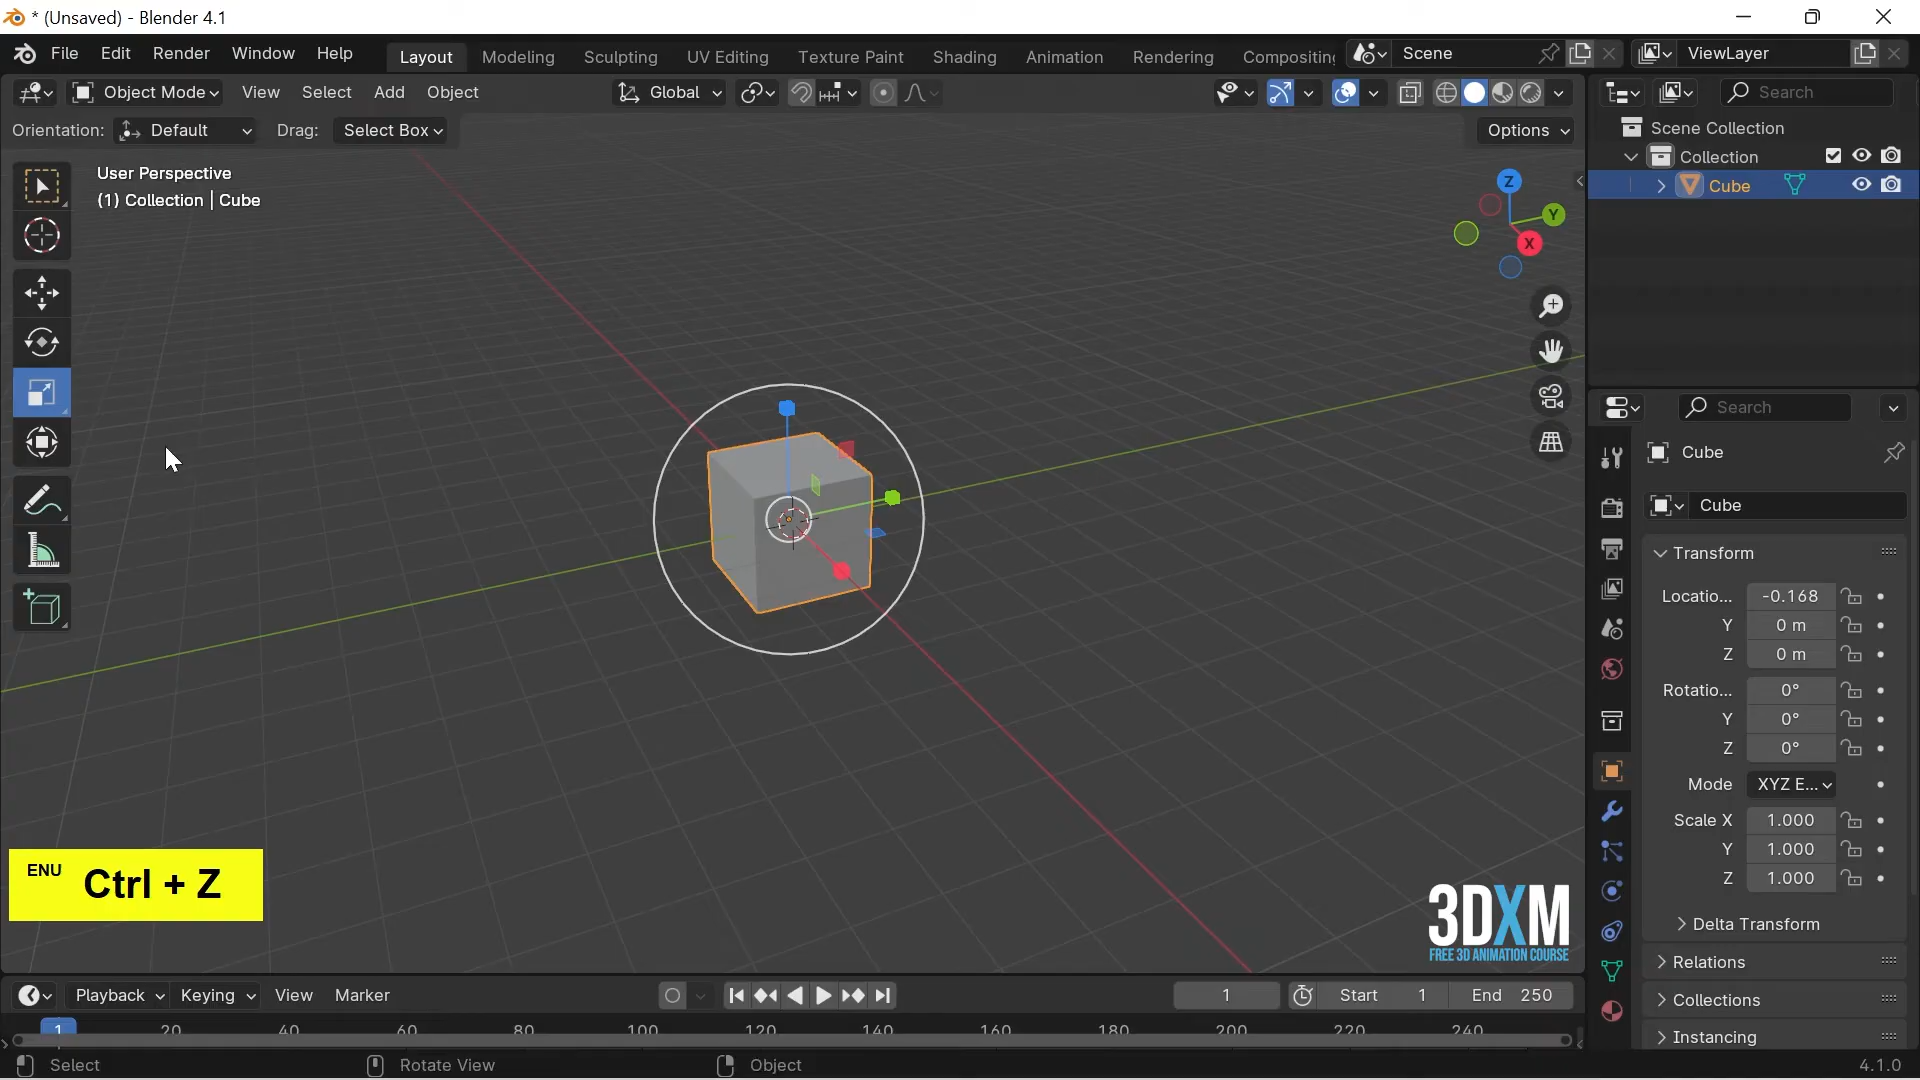 * (Unsaved) - Blender 4.1
File Edit Render Window Help Layout Modeling Sculpting UV Editing Texture Paint Shading Animation Rendering Compositing Scene ViewLayer
Object Mode View Select Add Object Global Search
Orientation: Default Drag: Select Box Options
Scene Collection
Collection
Cube
User Perspective
(1) Collection | Cube
Z
Y
X
Search
Cube
Cube
Transform
Locatio... -0.168
Y 0 m
Z 0 m
Rotatio... 0°
Y 0°
Z 0°
Mode XYZ E...
Scale X 1.000
Y 1.000
Z 1.000
Delta Transform
Relations
Collections
Instancing
ENU Ctrl + Z
3DXM
FREE 3D ANIMATION COURSE
Playback Keying View Marker 1 Start 1 End 250
1 20 40 60 80 100 120 140 160 180 200 220 240
Select Rotate View Object 4.1.0